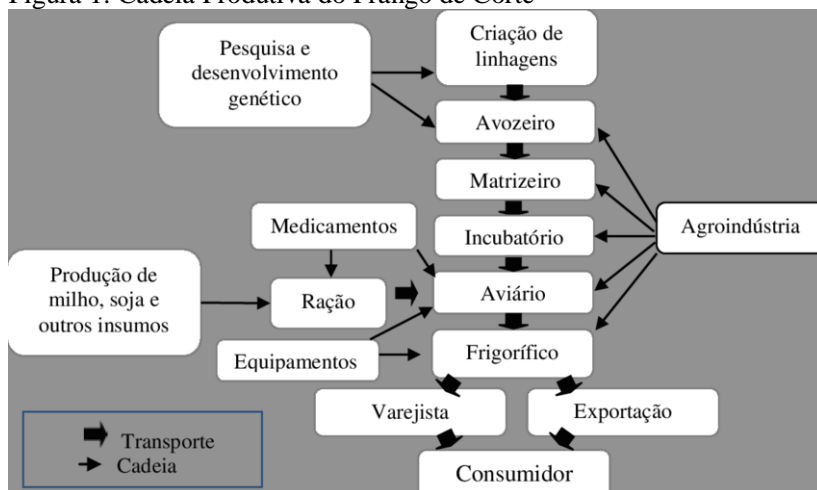 Figura 1: Cadeia Produtiva do Frango de Corte
Pesquisa e
desenvolvimento
genético
Criação de
linhagens
Avozeiro
Matrizeiro
Medicamentos
Incubatório
Agroindústria
Produção de
milho, soja e
outros insumos
Ração
Aviário
Equipamentos
Frigorífico
Varejista
Exportação
Transporte
Cadeia
Consumidor